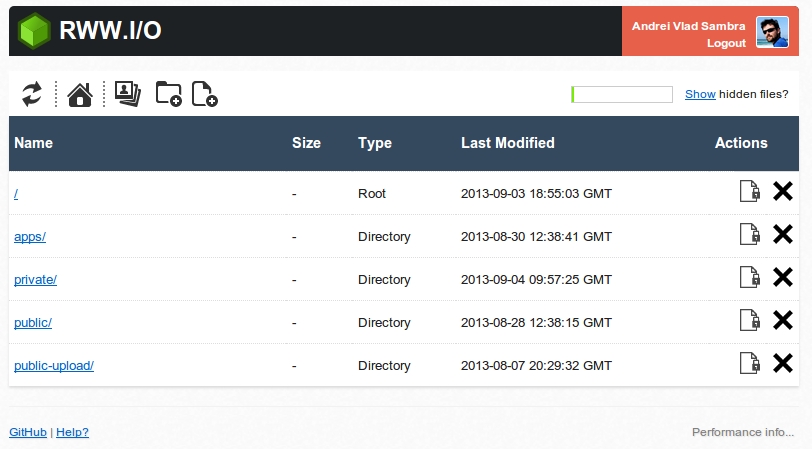 RWW.I/O
Andrei Vlad Sambra
Logout
Show hidden files?
Name Size Type Last Modified Actions
/ - Root 2013-09-03 18:55:03 GMT
apps/ - Directory 2013-08-30 12:38:41 GMT
private/ - Directory 2013-09-04 09:57:25 GMT
public/ - Directory 2013-08-28 12:38:15 GMT
public-upload/ - Directory 2013-08-07 20:29:32 GMT
GitHub | Help? Performance info...